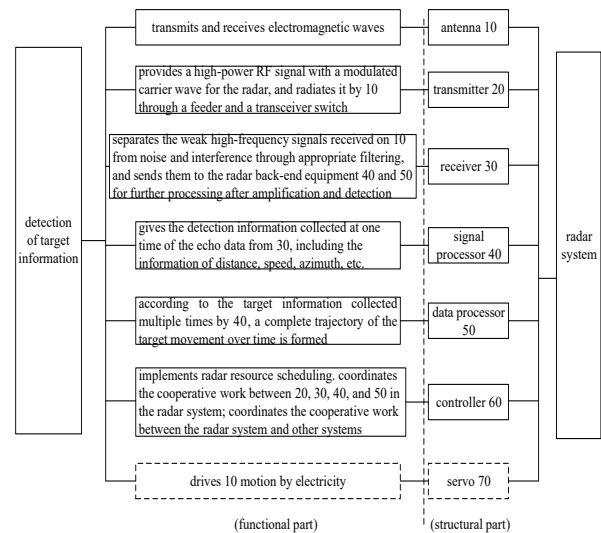 detection
of target
information
transmits and receives electromagnetic waves
antenna 10
provides a high-power RF signal with a modulated
carrier wave for the radar, and radiates it by 10
through a feeder and a transceiver switch
transmitter 20
separates the weak high-frequency signals received on 10
from noise and interference through appropriate filtering,
and sends them to the radar back-end equipment 40 and 50
for further processing after amplification and detection
receiver 30
gives the detection information collected at one
time of the echo data from 30, including the
information of distance, speed, azimuth, etc.
signal
processor 40
according to the target information collected
multiple times by 40, a complete trajectory of the
target movement over time is formed
data processor
50
implements radar resource scheduling. coordinates
the cooperative work between 20, 30, 40, and 50 in
the radar system; coordinates the cooperative work
between the radar system and other systems
controller 60
drives 10 motion by electricity
servo 70
radar
system
(functional part)
(structural part)